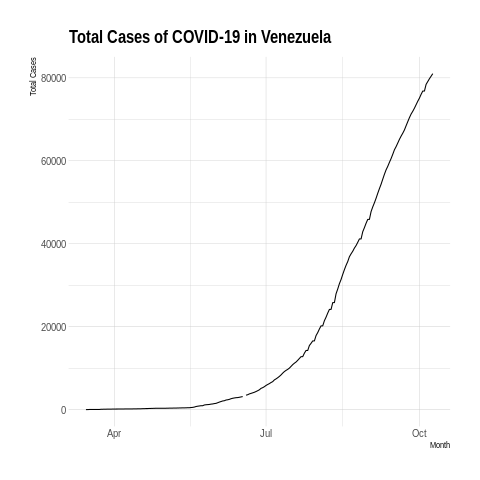 Total Cases of COVID-19 in Venezuela
Total Cases
80000
60000
40000
20000
0
Apr
Jul
Oct
Month